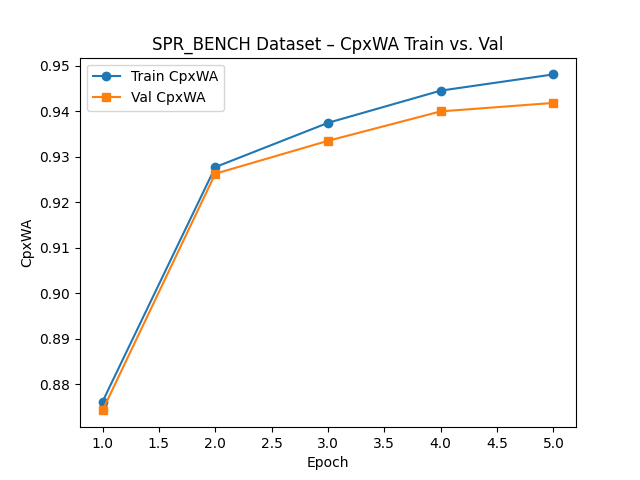 SPR_BENCH Dataset – CpxWA Train vs. Val
Train CpxWA
Val CpxWA
CpxWA
0.95
0.94
0.93
0.92
0.91
0.90
0.89
0.88
1.0 1.5 2.0 2.5 3.0 3.5 4.0 4.5 5.0
Epoch